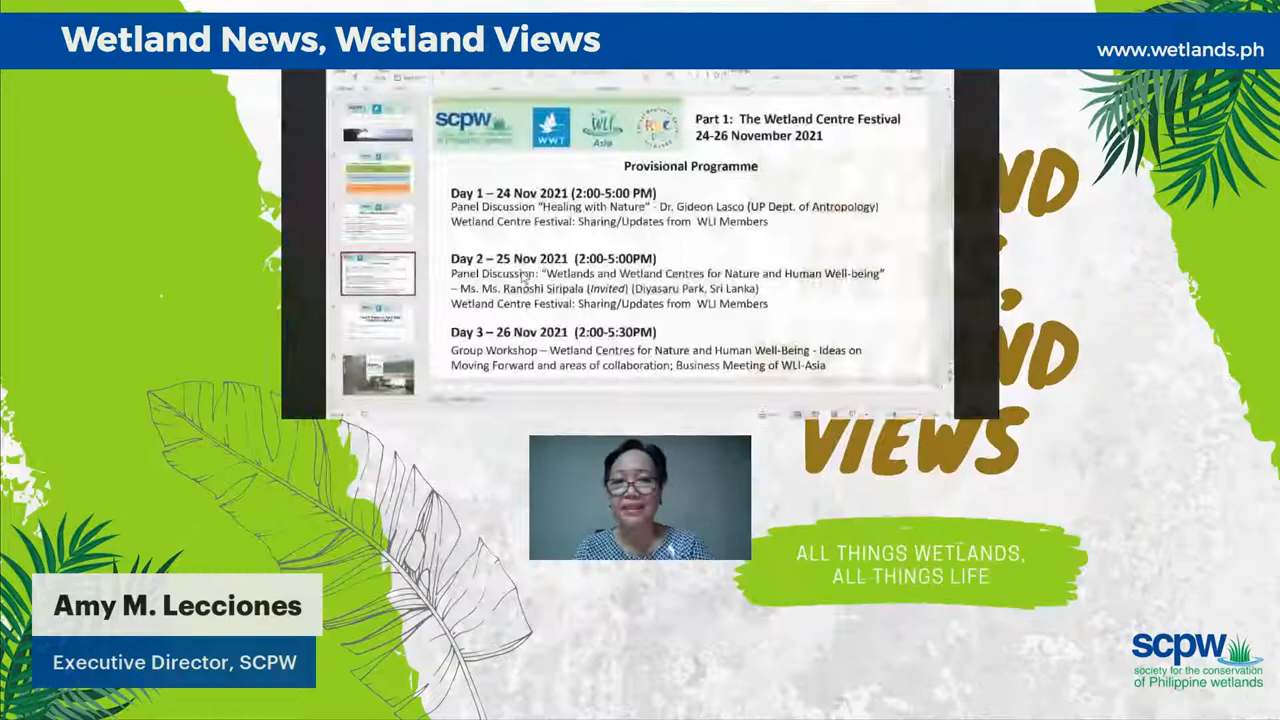 Wetland News, Wetland Views
www.wetlands.ph
scpw
WWT
WLI
Asia
Part 1: The Wetland Centre Festival
24-26 November 2021
Provisional Programme
Day 1 – 24 Nov 2021 (2:00-5:00 PM)
Panel Discussion “Healing with Nature” - Dr. Gideon Lasco (UP Dept. of Antropology)
Wetland Centre Festival: Sharing/Updates from WLI Members
Day 2 – 25 Nov 2021 (2:00-5:00PM)
Panel Discussion: “Wetlands and Wetland Centres for Nature and Human Well-being”
– Ms. Ms. Ranoshi Siripala (Invited) (Diyasaru Park, Sri Lanka)
Wetland Centre Festival: Sharing/Updates from WLI Members
Day 3 – 26 Nov 2021 (2:00-5:30PM)
Group Workshop – Wetland Centres for Nature and Human Well-Being - Ideas on
Moving Forward and areas of collaboration; Business Meeting of WLI-Asia
ND
ND
VIEWS
ALL THINGS WETLANDS,
ALL THINGS LIFE
Amy M. Lecciones
Executive Director, SCPW
scpw
society for the conservation
of Philippine wetlands